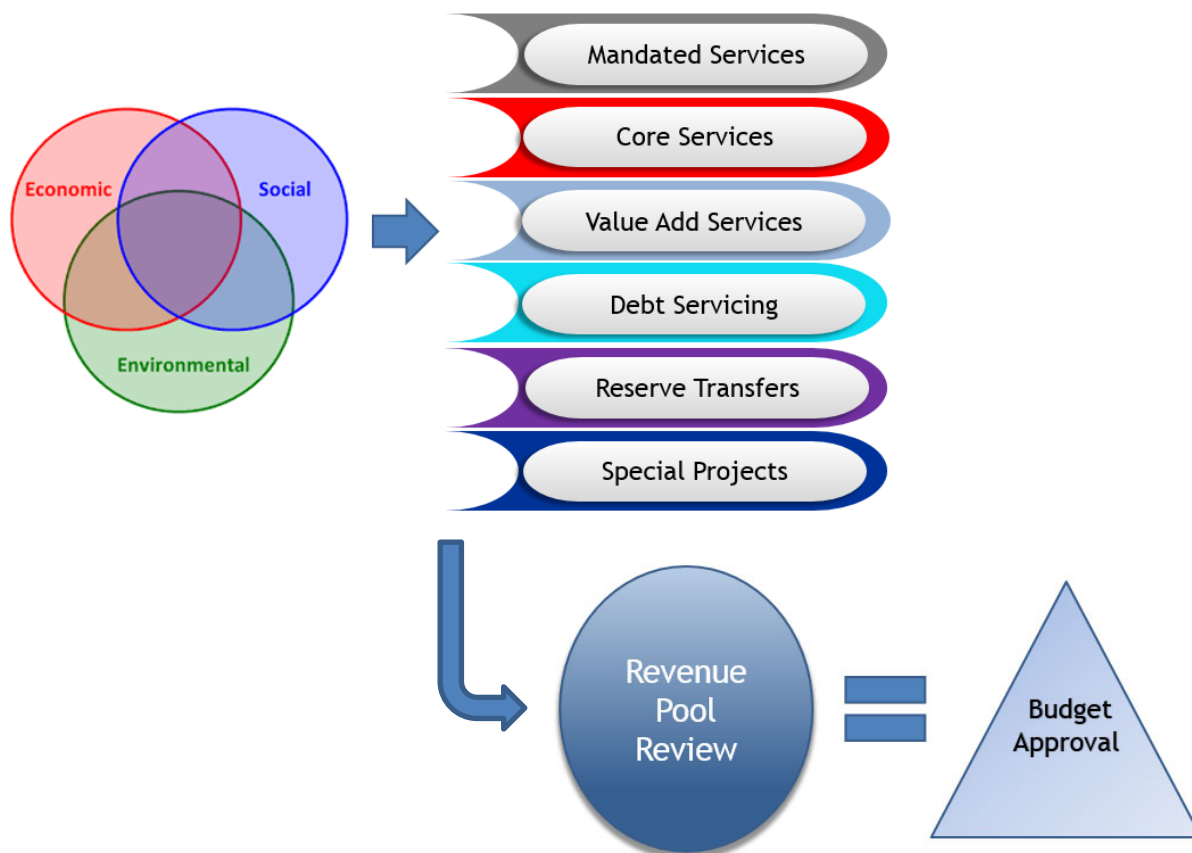 Economic
Social
Environmental
Mandated Services
Core Services
Value Add Services
Debt Servicing
Reserve Transfers
Special Projects
Revenue
Pool
Review
Budget
Approval